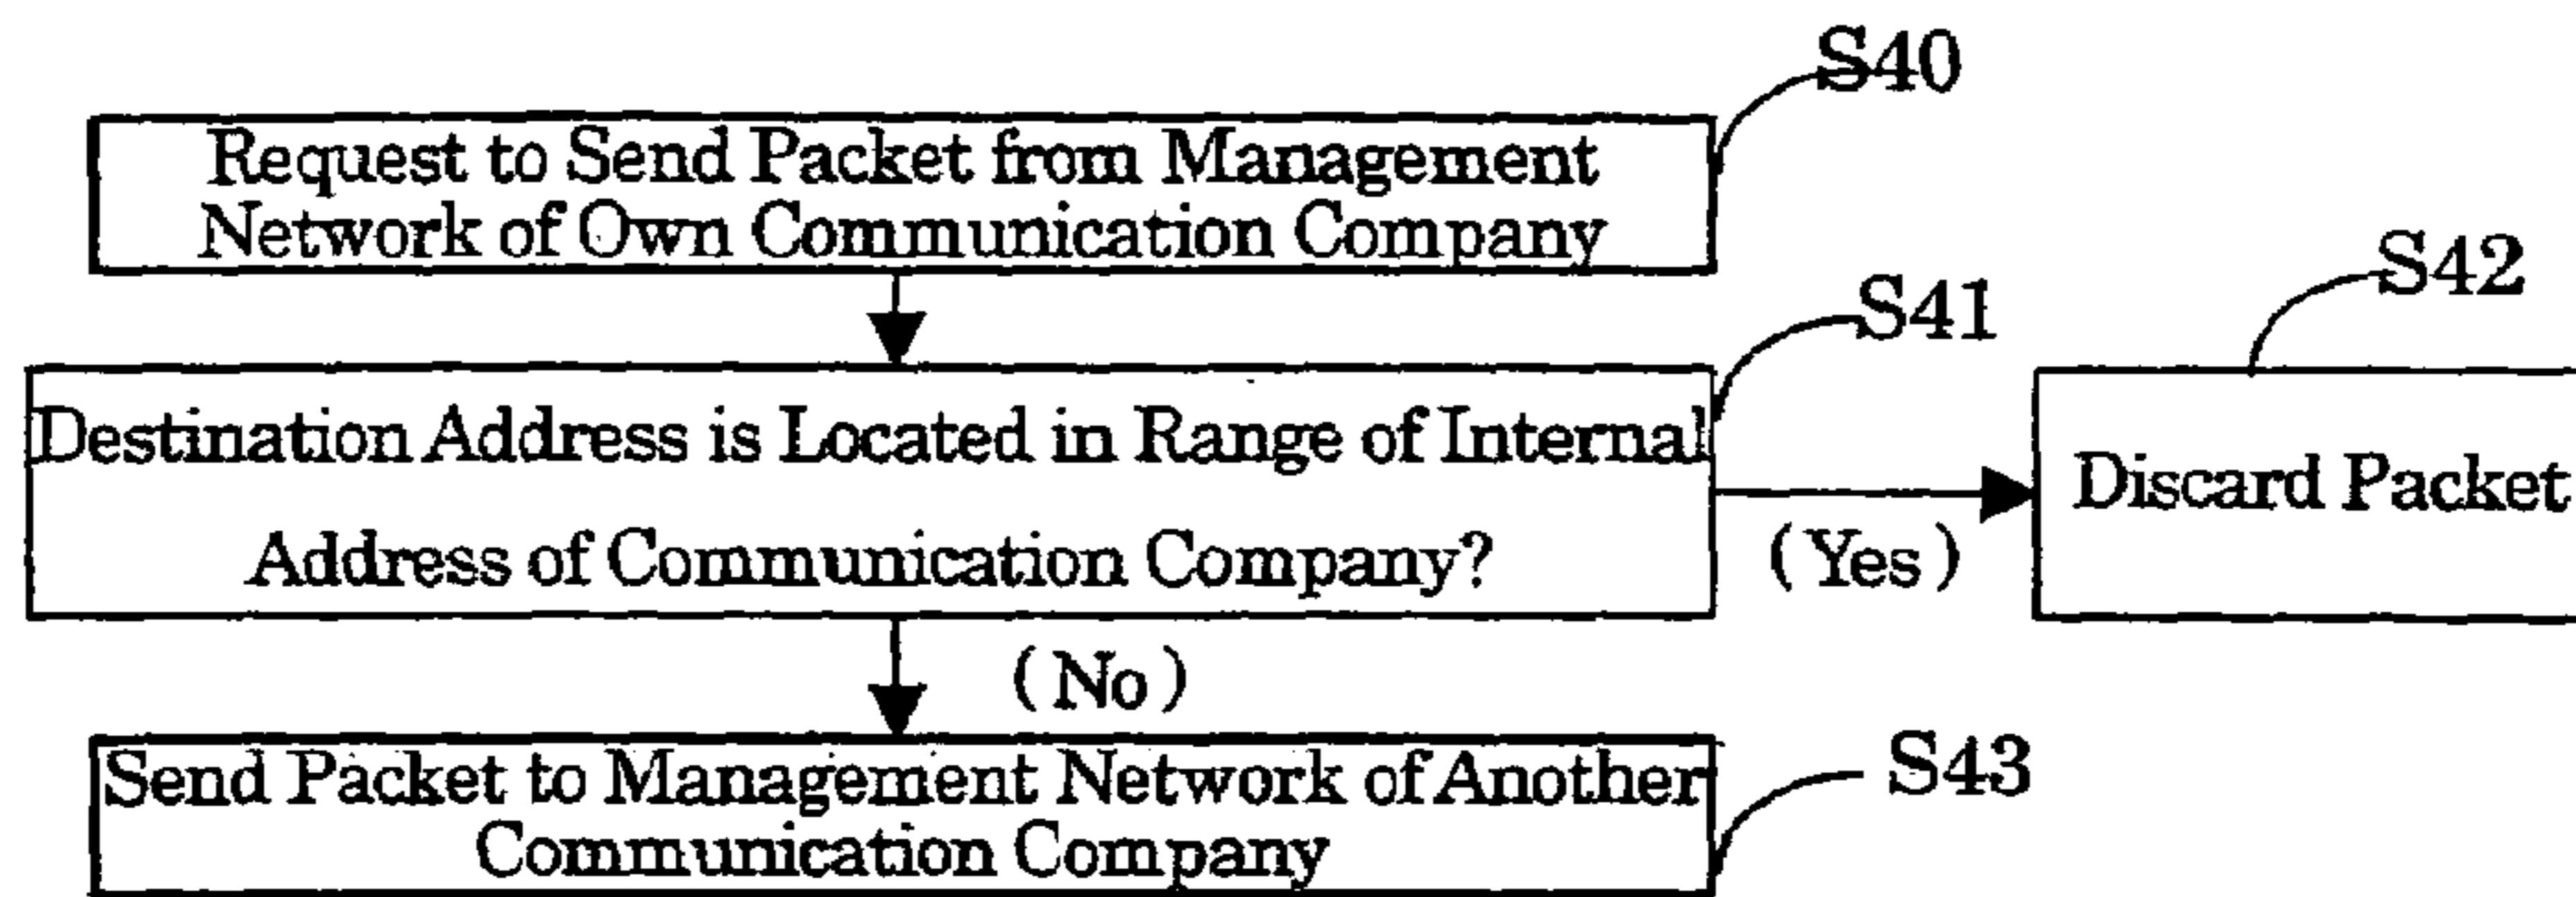 S40
Request to Send Packet from Management
Network of Own Communication Company
S41
Destination Address is Located in Range of Internal
Address of Communication Company?
S42
(Yes)
Discard Packet
(No)
Send Packet to Management Network of Another
Communication Company
S43